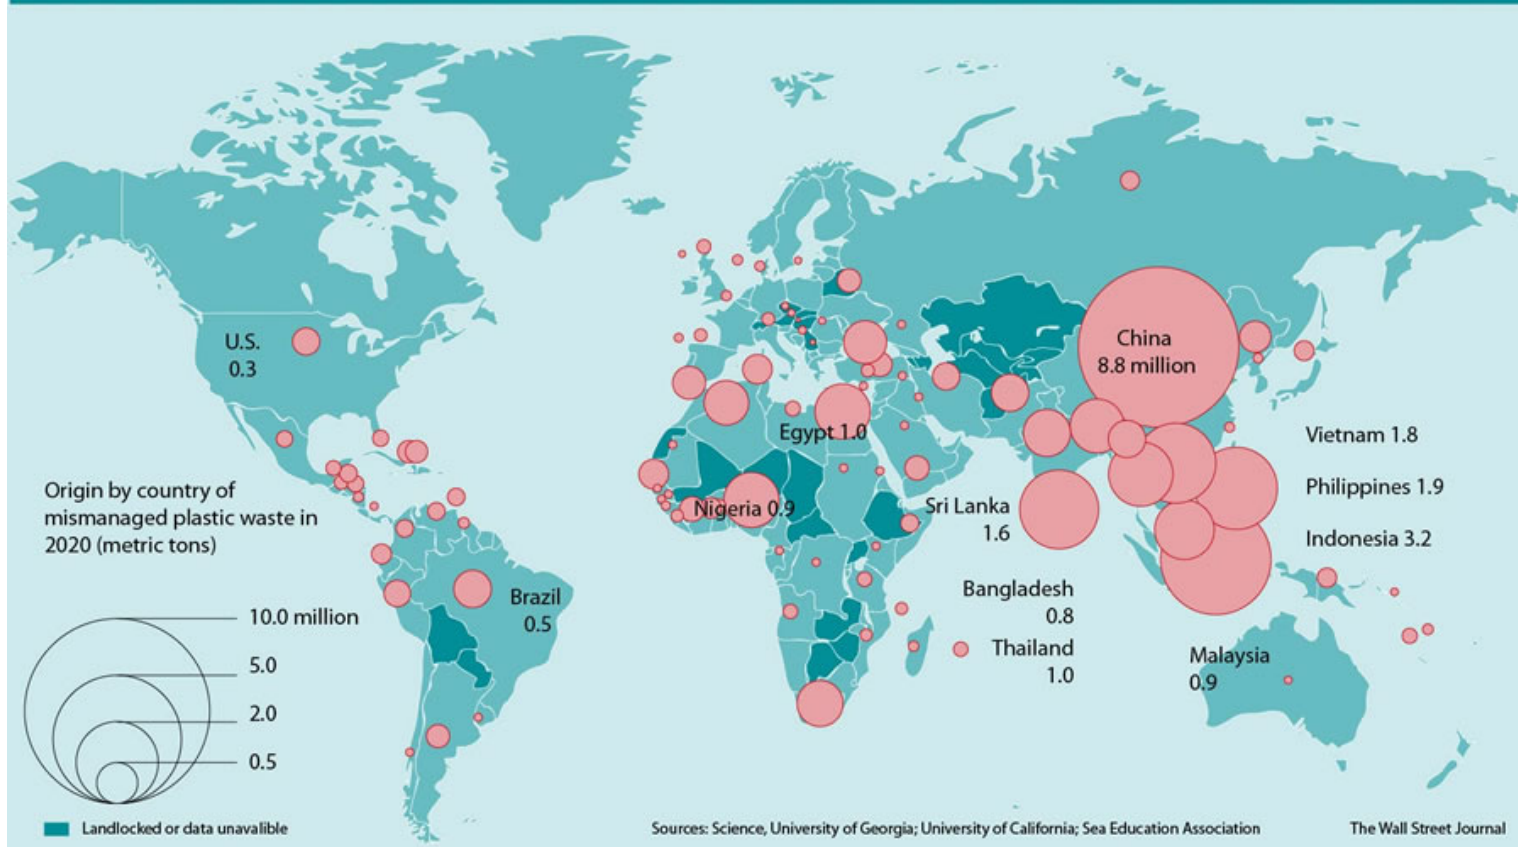 U.S.
0.3
China
8.8 million
Egypt 1.0
Vietnam 1.8
Philippines 1.9
Indonesia 3.2
Nigeria 0.9
Sri Lanka
1.6
Origin by country of
mismanaged plastic waste in
2020 (metric tons)
Brazil
0.5
Bangladesh
0.8
Thailand
1.0
Malaysia
0.9
10.0 million
5.0
2.0
0.5
Landlocked or data unavalible
Sources: Science, University of Georgia; University of California; Sea Education Association
The Wall Street Journal